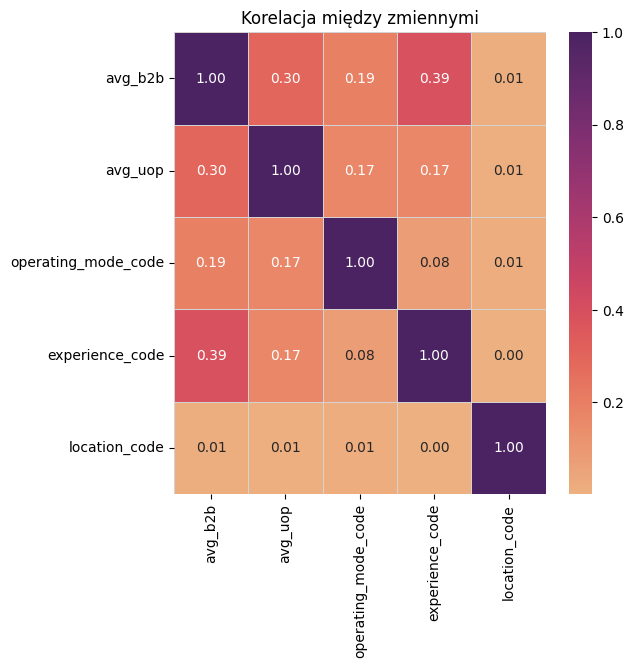 Korelacja między zmiennymi
avg_b2b 1.00 0.30 0.19 0.39 0.01
avg_uop 0.30 1.00 0.17 0.17 0.01
operating_mode_code 0.19 0.17 1.00 0.08 0.01
experience_code 0.39 0.17 0.08 1.00 0.00
location_code 0.01 0.01 0.01 0.00 1.00
avg_b2b
avg_uop
operating_mode_code
experience_code
location_code
1.0
0.8
0.6
0.4
0.2